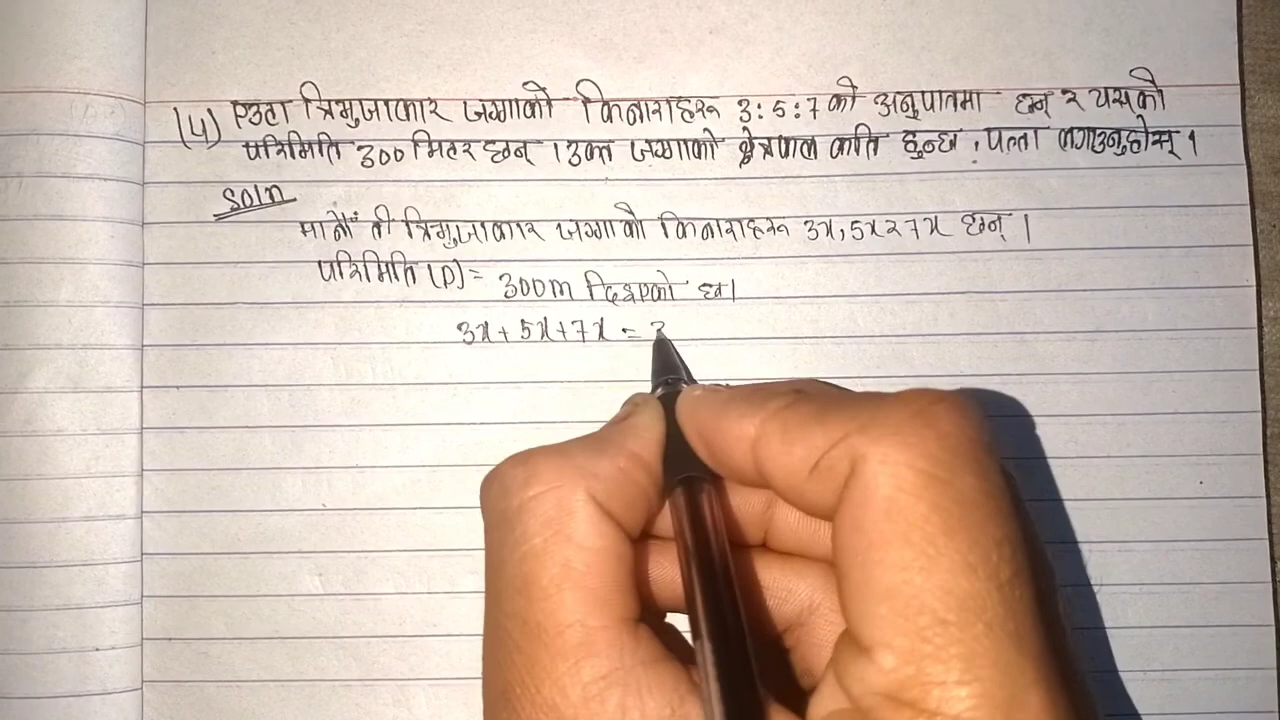 (4) एउटा त्रिभुजाकार जग्गाको किनाराहरू 3:5:7 को अनुपातमा छन् र यसको
परिमिति 300 मिटर छन् । उक्त जग्गाको क्षेत्रफल कति हुन्छ, पत्ता लगाउनुहोस् ।
Soln
मानौँ ती त्रिभुजाकार जग्गाको किनाराहरू 3x, 5x र 7x छन् ।
परिमिति (P) = 300m दिइएको छ।
3x + 5x + 7x = 3